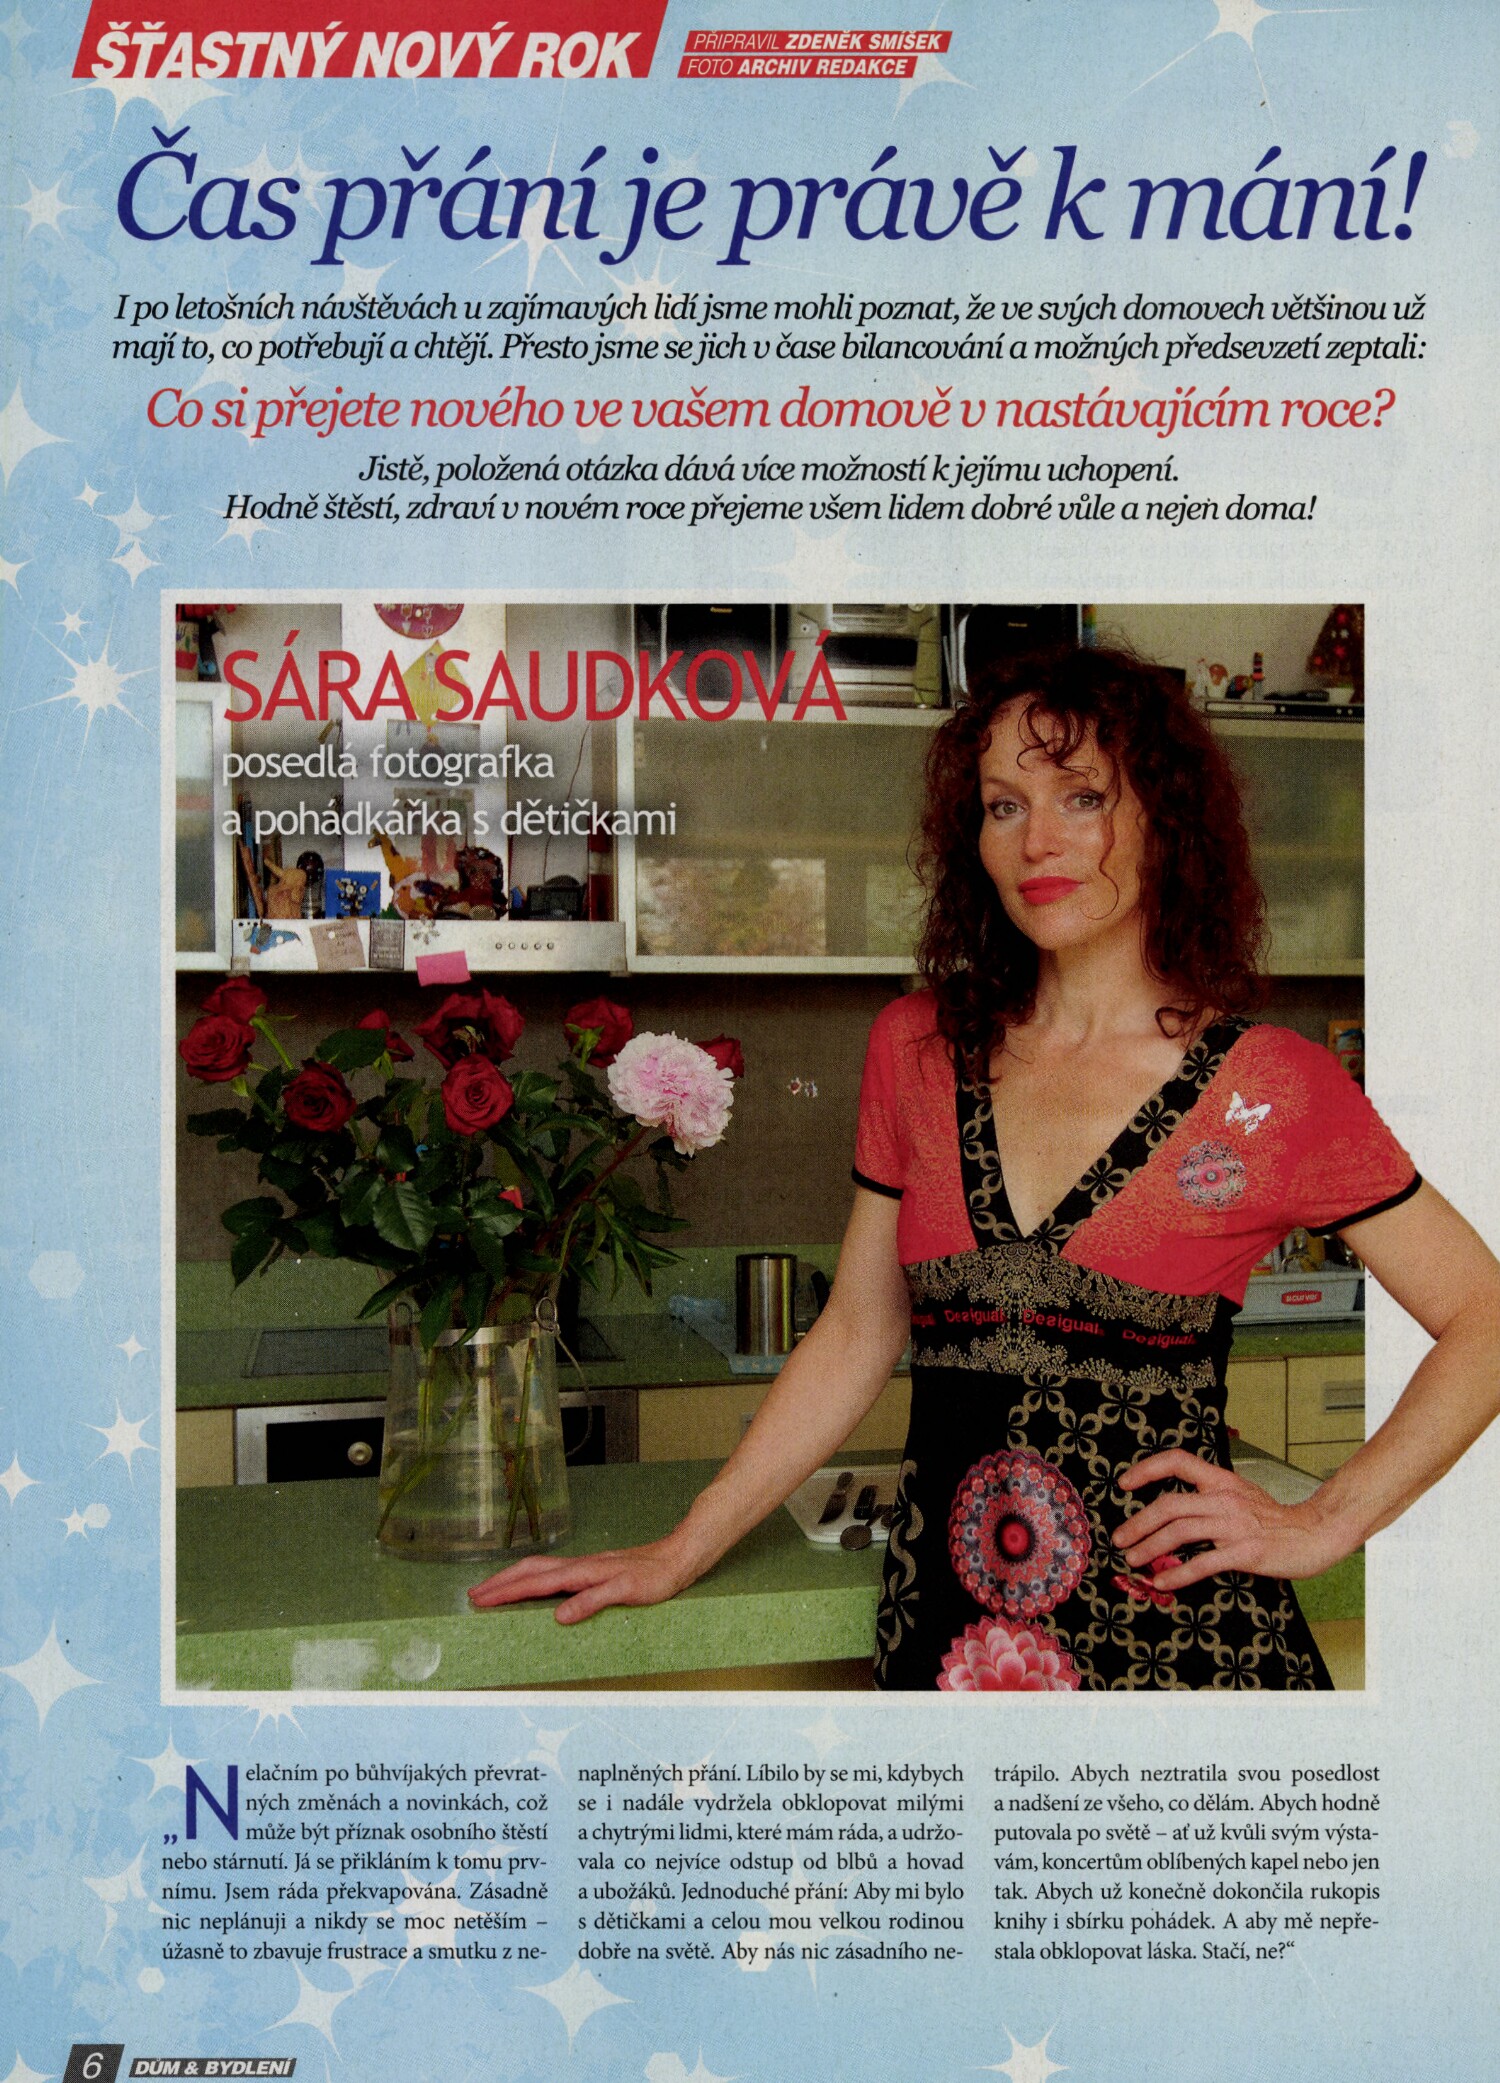 ŠŤASTNÝ NOVÝ ROK
PŘIPRAVIL ZDENĚK SMÍŠEK
FOTO ARCHIV REDAKCE
Čas přání je právě k mání!
I po letošních návštěvách u zajímavých lidí jsme mohli poznat, že ve svých domovech většinou už
mají to, co potřebují a chtějí. Přesto jsme se jich v čase bilancování a možných předsevzetí zeptali:
Co si přejete nového ve vašem domově v nastávajícím roce?
Jistě, položená otázka dává více možností k jejímu uchopení.
Hodně štěstí, zdraví v novém roce přejeme všem lidem dobré vůle a nejen doma!
SÁRA SAUDKOVÁ
posedlá fotografka
a pohádkářka s dětičkami
Desigual. Desigual. Desigual.
curver
„Nelačním po bůhvíjakých převrat-
ných změnách a novinkách, což
může být příznak osobního štěstí
nebo stárnutí. Já se přikláním k tomu prv-
nímu. Jsem ráda překvapována. Zásadně
nic neplánuji a nikdy se moc netěším –
úžasně to zbavuje frustrace a smutku z ne-
naplněných přání. Líbilo by se mi, kdybych
se i nadále vydržela obklopovat milými
a chytrými lidmi, které mám ráda, a udržo-
vala co nejvíce odstup od blbů a hovad
a ubožáků. Jednoduché přání: Aby mi bylo
s dětičkami a celou mou velkou rodinou
dobře na světě. Aby nás nic zásadního ne-
trápilo. Abych neztratila svou posedlost
a nadšení ze všeho, co dělám. Abych hodně
putovala po světě – ať už kvůli svým výsta-
vám, koncertům oblíbených kapel nebo jen
tak. Abych už konečně dokončila rukopis
knihy i sbírku pohádek. A aby mě nepře-
stala obklopovat láska. Stačí, ne?“
6 DŮM & BYDLENÍ